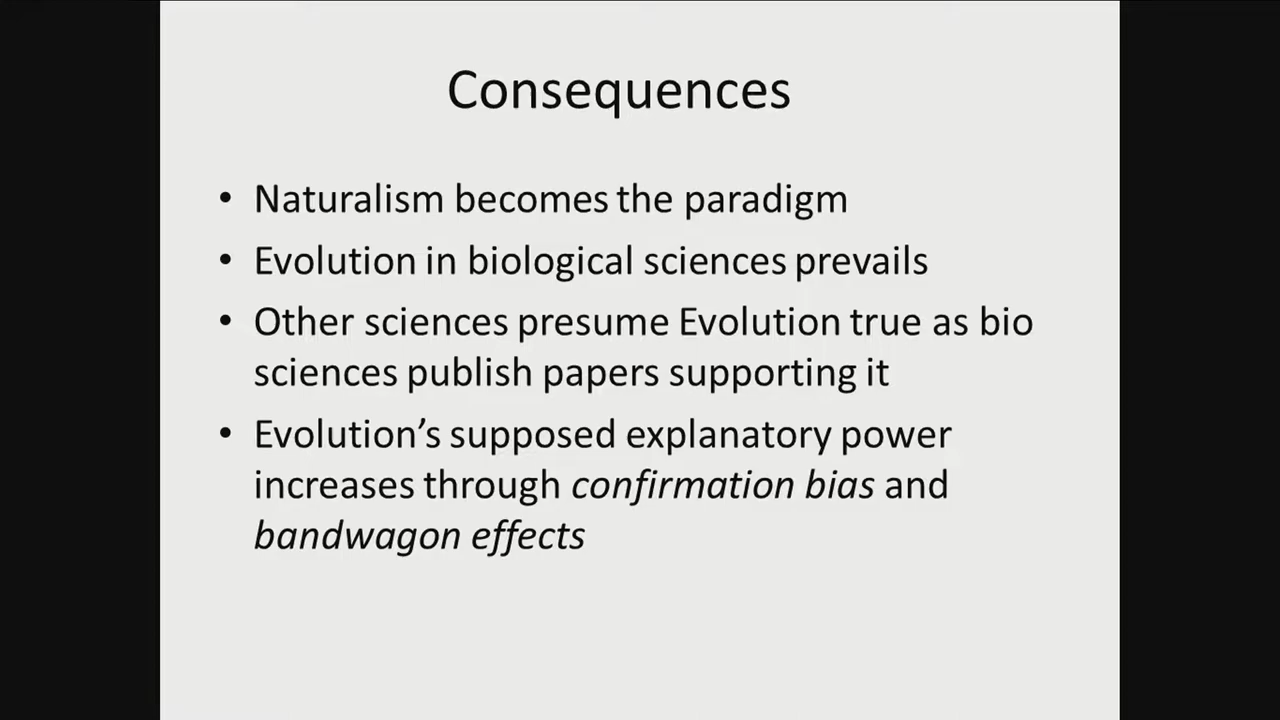 Consequences
• Naturalism becomes the paradigm
• Evolution in biological sciences prevails
• Other sciences presume Evolution true as bio
sciences publish papers supporting it
• Evolution’s supposed explanatory power
increases through confirmation bias and
bandwagon effects